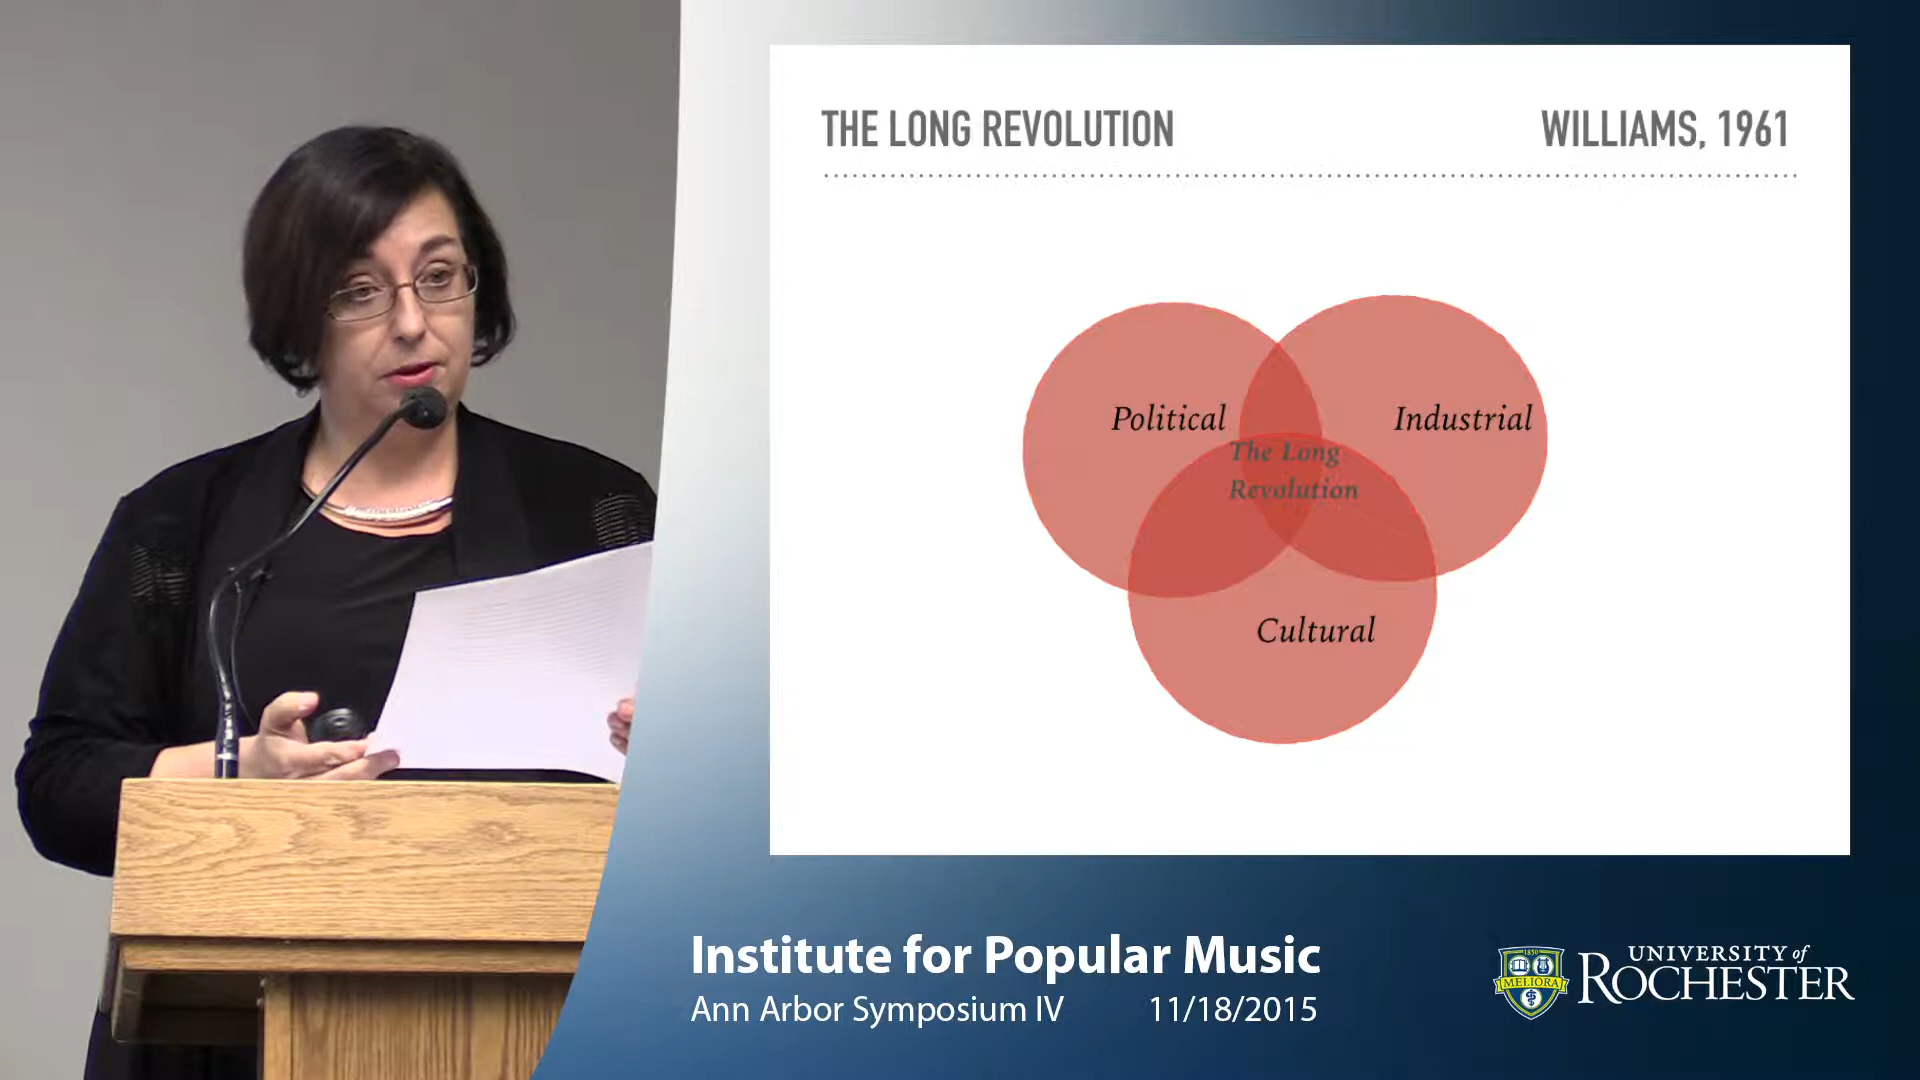 THE LONG REVOLUTION
WILLIAMS, 1961
Political
Industrial
The Long
Revolution
Cultural
Institute for Popular Music
Ann Arbor Symposium IV
11/18/2015
1850
MELIORA
UNIVERSITY of
ROCHESTER